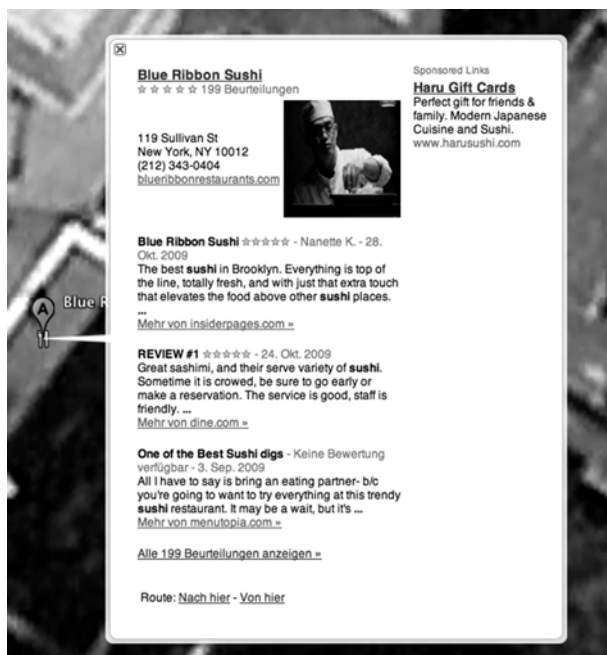 Blue Ribbon Sushi
199 Beurteilungen
119 Sullivan St
New York, NY 10012
(212) 343-0404
blueribbonrestaurants.com
Sponsored Links
Haru Gift Cards
Perfect gift for friends &
family. Modern Japanese
Cuisine and Sushi.
www.harusushi.com
Blue Ribbon Sushi - Nanette K. - 28.
Okt. 2009
The best sushi in Brooklyn. Everything is top of
the line, totally fresh, and with just that extra touch
that elevates the food above other sushi places.
...
Mehr von insiderpages.com »
REVIEW #1 - 24. Okt. 2009
Great sashimi, and their serve variety of sushi.
Sometime it is crowed, be sure to go early or
make a reservation. The service is good, staff is
friendly. ...
Mehr von dine.com »
One of the Best Sushi digs - Keine Bewertung
verfügbar - 3. Sep. 2009
All I have to say is bring an eating partner- b/c
you're going to want to try everything at this trendy
sushi restaurant. It may be a wait, but it's ...
Mehr von menutopia.com »
Alle 199 Beurteilungen anzeigen »
Route: Nach hier - Von hier
A
Blue R